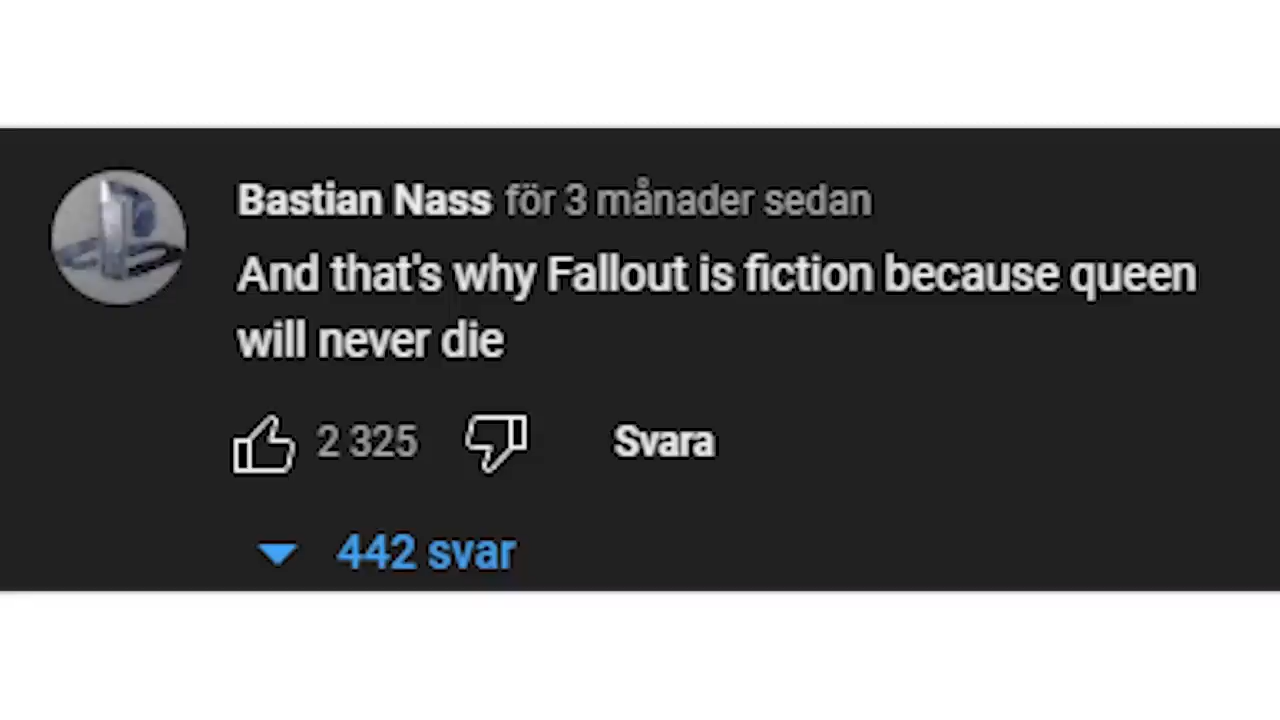 Bastian Nass för 3 månader sedan
And that's why Fallout is fiction because queen
will never die
2 325 Svara
442 svar